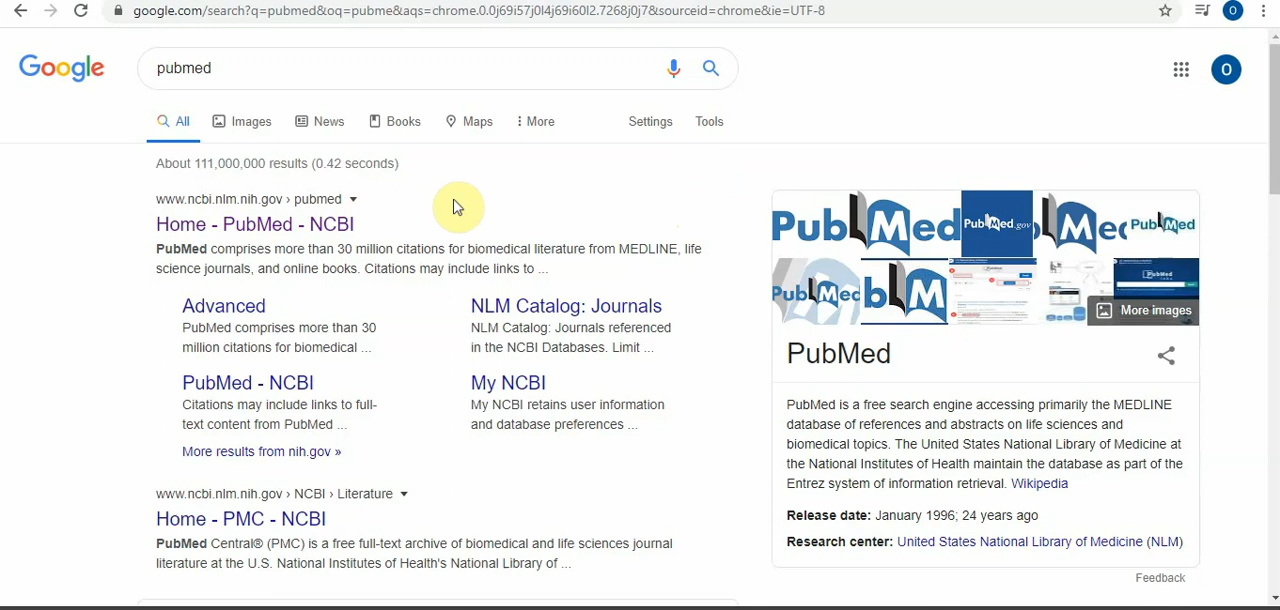 google.com/search?q=pubmed&oq=pubme&aqs=chrome.0.0j69i57j0l4j69i60l2.7268j0j7&sourceid=chrome&ie=UTF-8
O
Google
pubmed
O
All
Images
News
Books
Maps
More
Settings
Tools
About 111,000,000 results (0.42 seconds)
www.ncbi.nlm.nih.gov › pubmed
Home - PubMed - NCBI
PubMed comprises more than 30 million citations for biomedical literature from MEDLINE, life
science journals, and online books. Citations may include links to ...
Advanced
PubMed comprises more than 30
million citations for biomedical ...
NLM Catalog: Journals
NLM Catalog: Journals referenced
in the NCBI Databases. Limit ...
PubMed - NCBI
Citations may include links to full-
text content from PubMed ...
My NCBI
My NCBI retains user information
and database preferences ...
More results from nih.gov »
www.ncbi.nlm.nih.gov › NCBI › Literature
Home - PMC - NCBI
PubMed Central® (PMC) is a free full-text archive of biomedical and life sciences journal
literature at the U.S. National Institutes of Health's National Library of ...
PubMed
PubMed.gov
Med
PubMed
PubMed
bM
PubMed
More images
PubMed
PubMed is a free search engine accessing primarily the MEDLINE
database of references and abstracts on life sciences and
biomedical topics. The United States National Library of Medicine at
the National Institutes of Health maintain the database as part of the
Entrez system of information retrieval. Wikipedia
Release date: January 1996; 24 years ago
Research center: United States National Library of Medicine (NLM)
Feedback